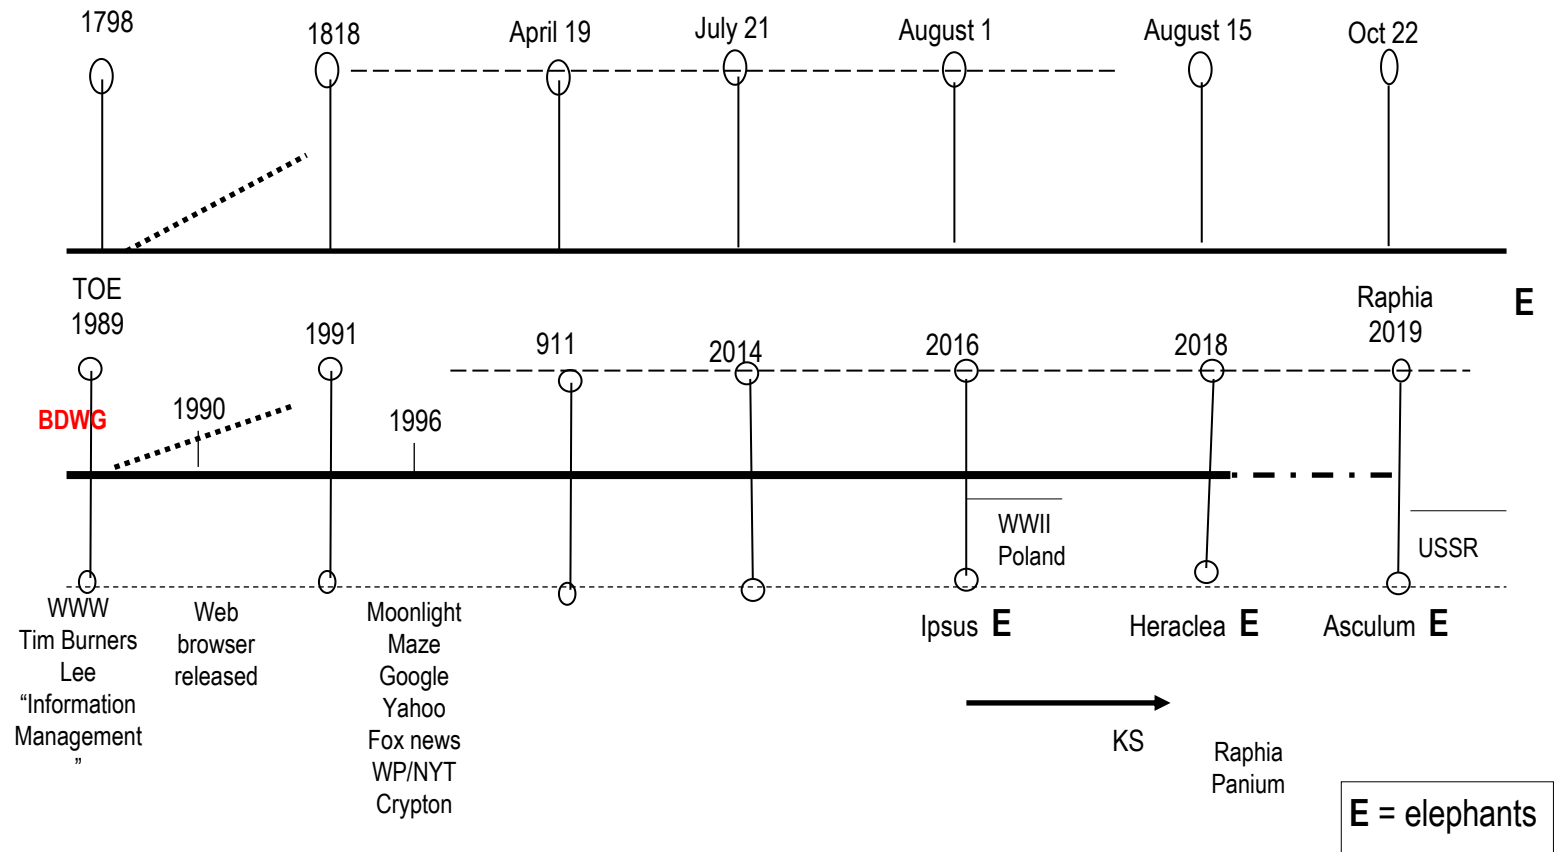 1798
1818
April 19
July 21
August 1
August 15
Oct 22
TOE
1989
1991
911
2014
2016
2018
Raphia
2019
E
BDWG
1990
1996
WWII
Poland
USSR
WWW
Tim Burners
Lee
“Information
Management
”
Web
browser
released
Moonlight
Maze
Google
Yahoo
Fox news
WP/NYT
Crypton
Ipsus E
Heraclea E
Asculum E
KS
Raphia
Panium
E = elephants